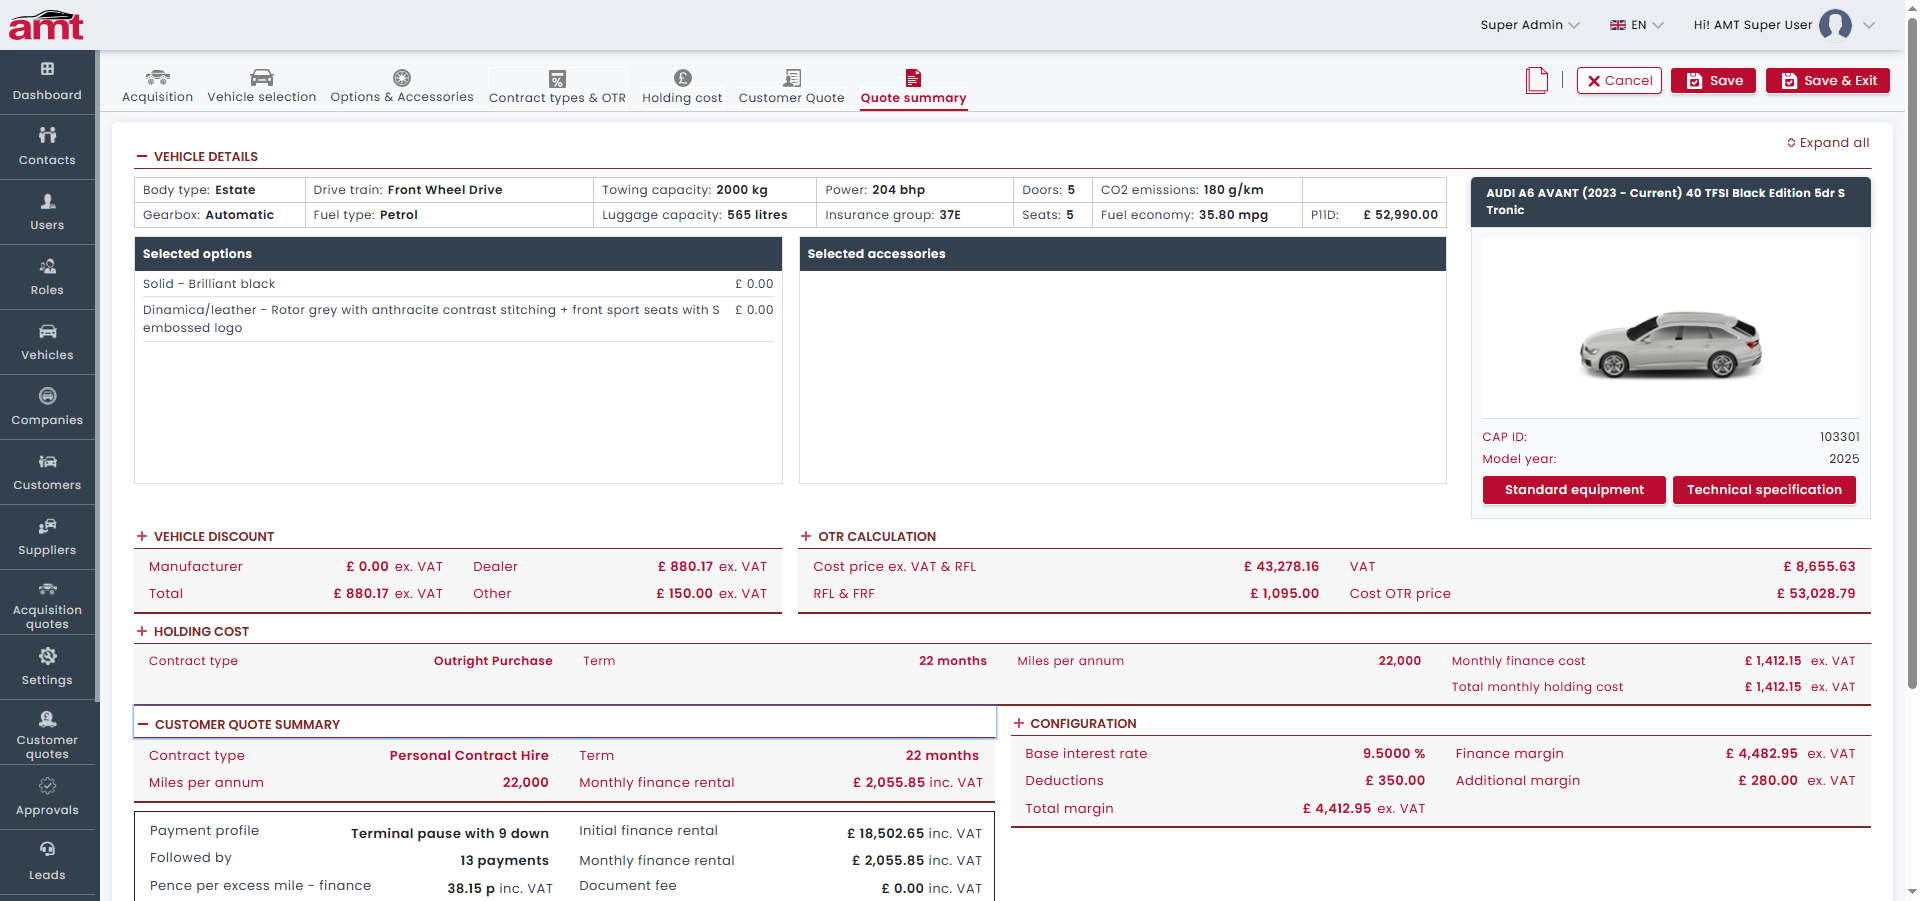 amt
Super Admin
EN
Hi! AMT Super User
Dashboard
Contacts
Users
Roles
Vehicles
Companies
Customers
Suppliers
Acquisition
quotes
Settings
Customer
quotes
Approvals
Leads
Acquisition
Vehicle selection
Options & Accessories
Contract types & OTR
Holding cost
Customer Quote
Quote summary
Cancel
Save
Save & Exit
Expand all
VEHICLE DETAILS
Body type: Estate
Drive train: Front Wheel Drive
Towing capacity: 2000 kg
Power: 204 bhp
Doors: 5
CO2 emissions: 180 g/km
Gearbox: Automatic
Fuel type: Petrol
Luggage capacity: 565 litres
Insurance group: 37E
Seats: 5
Fuel economy: 35.80 mpg
P11D: £ 52,990.00
Selected options
Solid - Brilliant black £ 0.00
Dinamica/leather - Rotor grey with anthracite contrast stitching + front sport seats with S £ 0.00
embossed logo
Selected accessories
AUDI A6 AVANT (2023 - Current) 40 TFSI Black Edition 5dr S
Tronic
CAP ID: 103301
Model year: 2025
Standard equipment
Technical specification
VEHICLE DISCOUNT
Manufacturer £ 0.00 ex. VAT Dealer £ 880.17 ex. VAT
Total £ 880.17 ex. VAT Other £ 150.00 ex. VAT
OTR CALCULATION
Cost price ex. VAT & RFL £ 43,278.16 VAT £ 8,655.63
RFL & FRF £ 1,095.00 Cost OTR price £ 53,028.79
HOLDING COST
Contract type Outright Purchase Term 22 months Miles per annum 22,000 Monthly finance cost £ 1,412.15 ex. VAT
Total monthly holding cost £ 1,412.15 ex. VAT
CUSTOMER QUOTE SUMMARY
Contract type Personal Contract Hire Term 22 months
Miles per annum 22,000 Monthly finance rental £ 2,055.85 inc. VAT
Payment profile Terminal pause with 9 down Initial finance rental £ 18,502.65 inc. VAT
Followed by 13 payments Monthly finance rental £ 2,055.85 inc. VAT
Pence per excess mile - finance 38.15 p inc. VAT Document fee £ 0.00 inc. VAT
CONFIGURATION
Base interest rate 9.5000 % Finance margin £ 4,482.95 ex. VAT
Deductions £ 350.00 Additional margin £ 280.00 ex. VAT
Total margin £ 4,412.95 ex. VAT